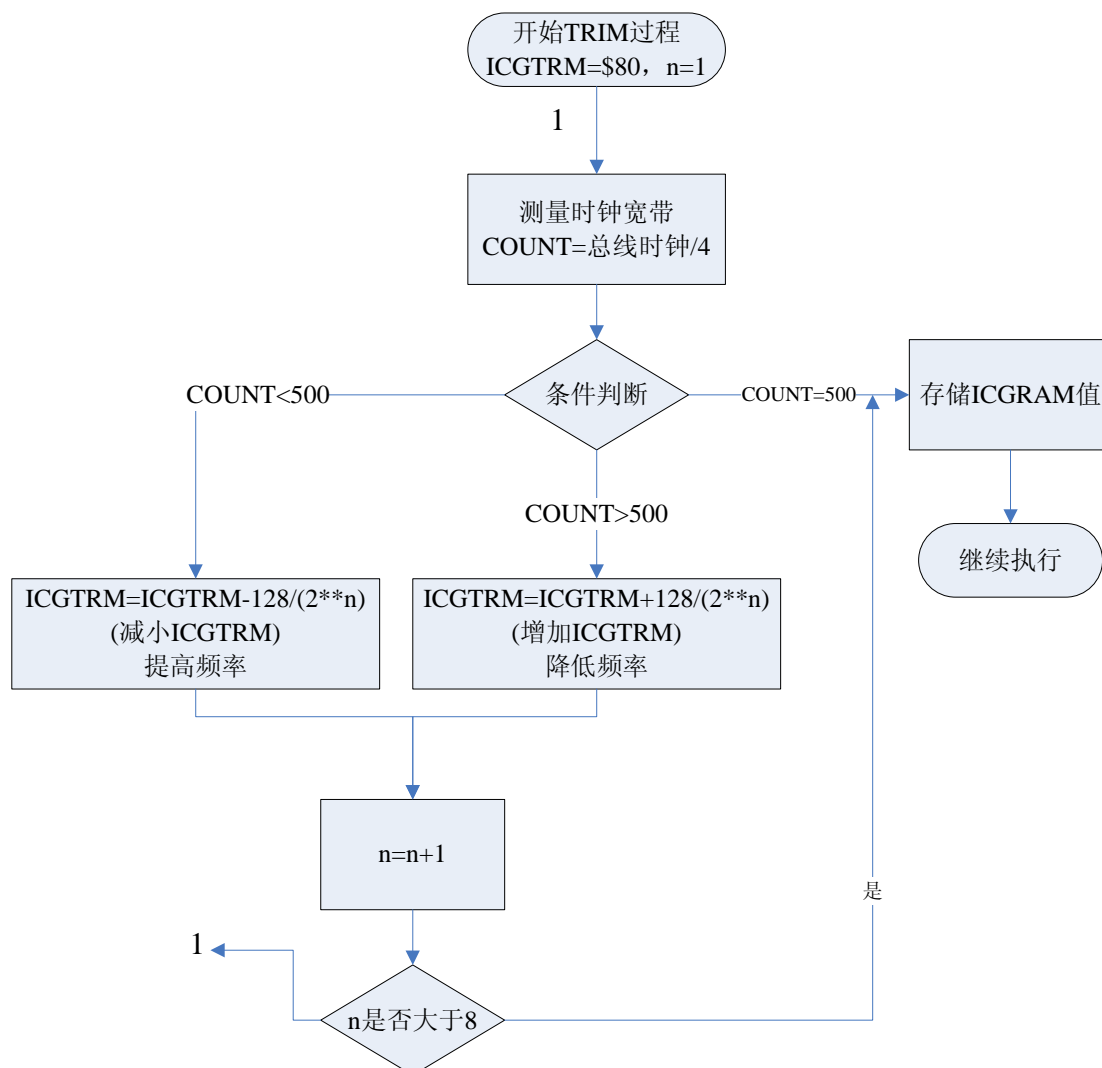 开始TRIM过程
ICGTRM=$80，n=1
1
测量时钟宽带
COUNT=总线时钟/4
条件判断
COUNT<500
COUNT=500
存储ICGRAM值
COUNT>500
继续执行
ICGTRM=ICGTRM-128/(2**n)
(减小ICGTRM)
提高频率
ICGTRM=ICGTRM+128/(2**n)
(增加ICGTRM)
降低频率
n=n+1
是
1
n是否大于8